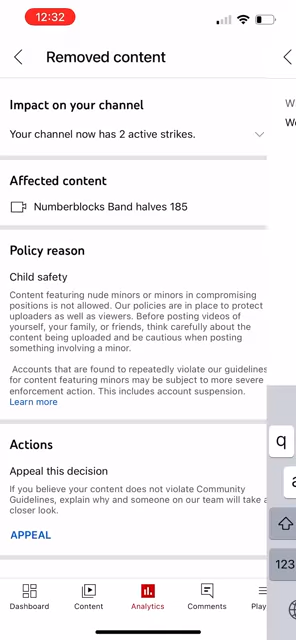 12:32
Removed content
Impact on your channel
Your channel now has 2 active strikes.
Affected content
Numberblocks Band halves 185
Policy reason
Child safety
Content featuring nude minors or minors in compromising
positions is not allowed. Our policies are in place to protect
uploaders as well as viewers. Before posting videos of
yourself, your family, or friends, think carefully about the
content being uploaded and be cautious when posting
something involving a minor.
Accounts that are found to repeatedly violate our guidelines
for content featuring minors may be subject to more severe
enforcement action. This includes account suspension.
Learn more
Actions
Appeal this decision
If you believe your content does not violate Community
Guidelines, explain why and someone on our team will take a
closer look.
APPEAL
Dashboard
Content
Analytics
Comments
Play
W
We
q
a
123